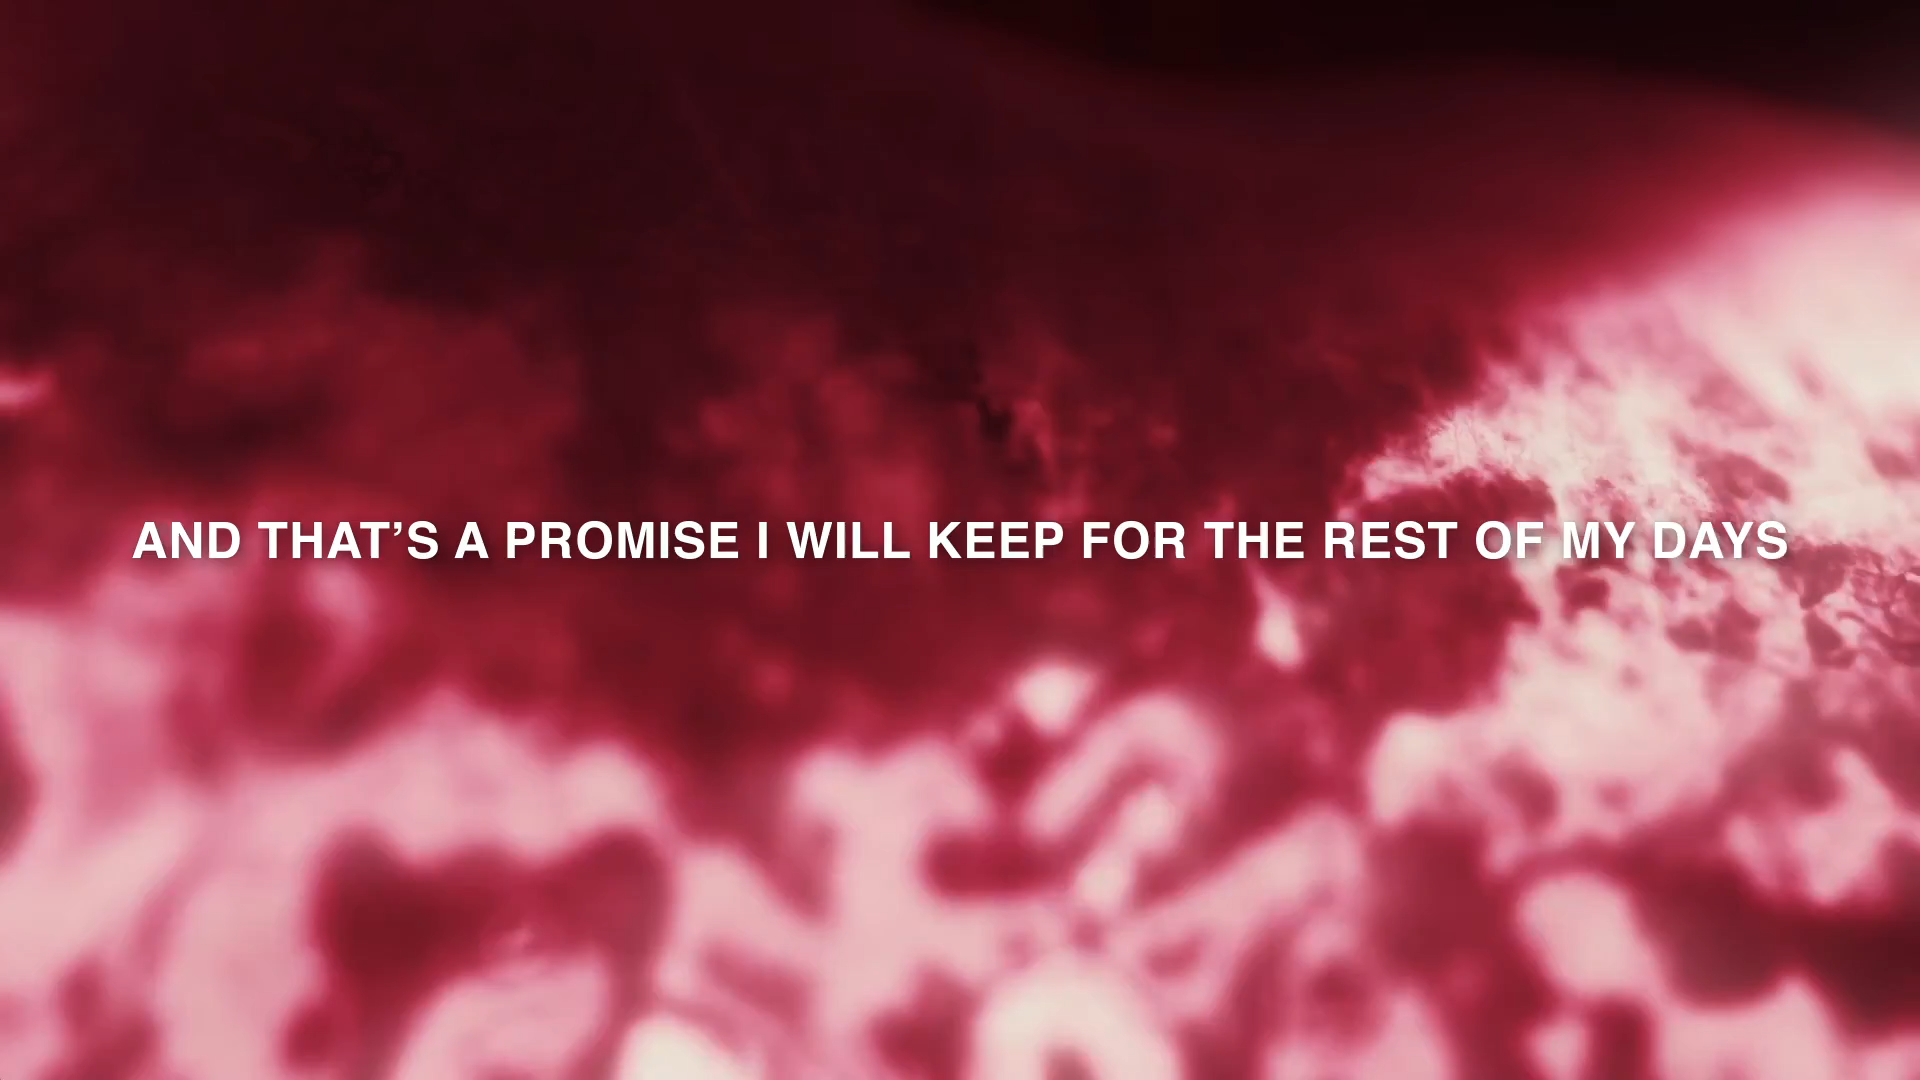 AND THAT’S A PROMISE I WILL KEEP FOR THE REST OF MY DAYS